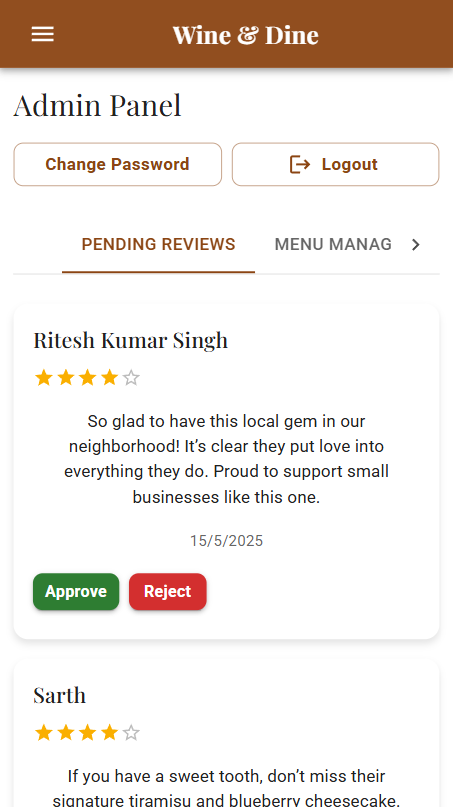 Wine & Dine
Admin Panel
Change Password
Logout
PENDING REVIEWS
MENU MANAG
Ritesh Kumar Singh
So glad to have this local gem in our
neighborhood! It’s clear they put love into
everything they do. Proud to support small
businesses like this one.
15/5/2025
Approve
Reject
Sarth
If you have a sweet tooth, don’t miss their
signature tiramisu and blueberry cheesecake.